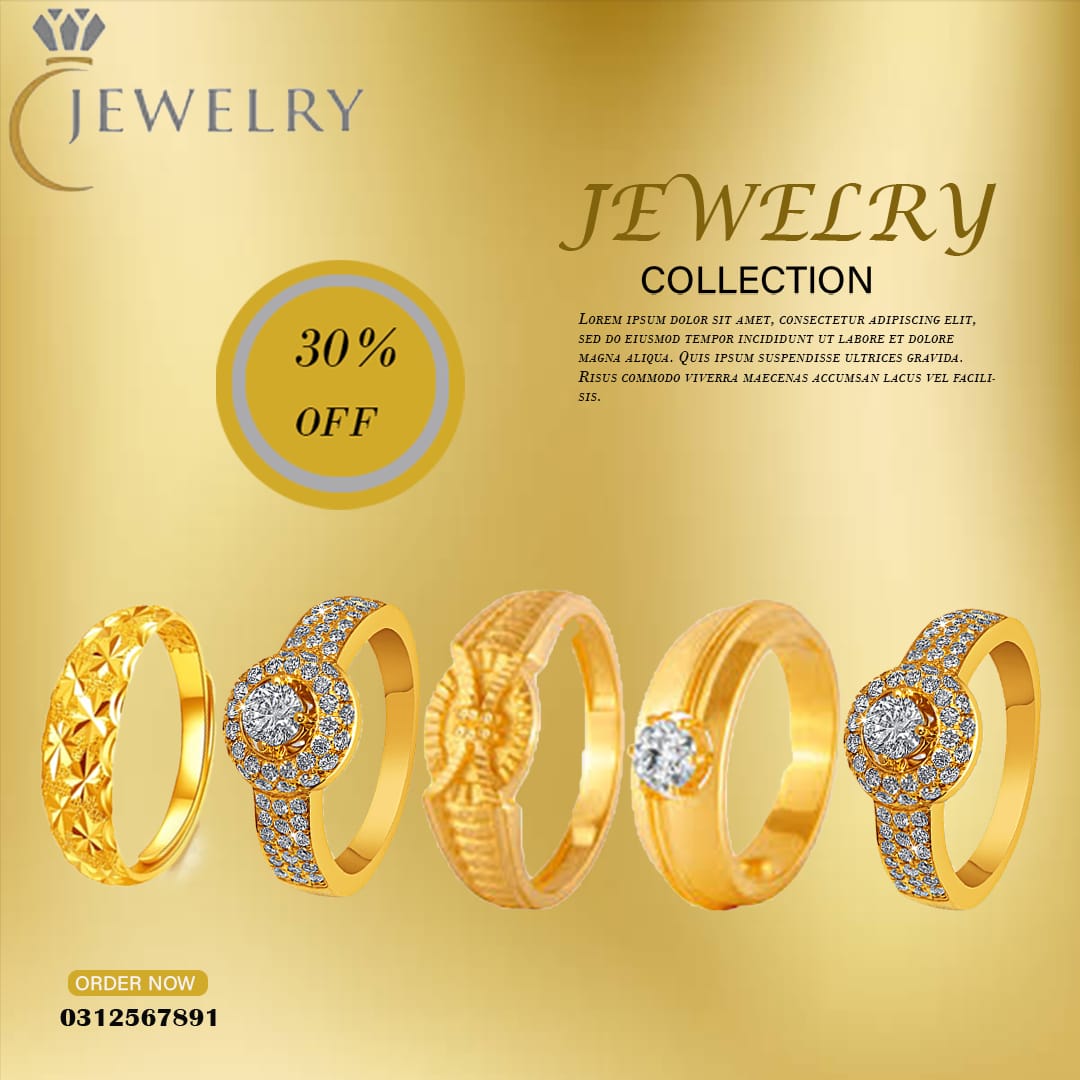 JEWELRY
JEWELRY
COLLECTION
Lorem ipsum dolor sit amet, consectetur adipiscing elit,
sed do eiusmod tempor incididunt ut labore et dolore
magna aliqua. Quis ipsum suspendisse ultrices gravida.
Risus commodo viverra maecenas accumsan lacus vel facili-
sis.
30%
OFF
ORDER NOW
0312567891